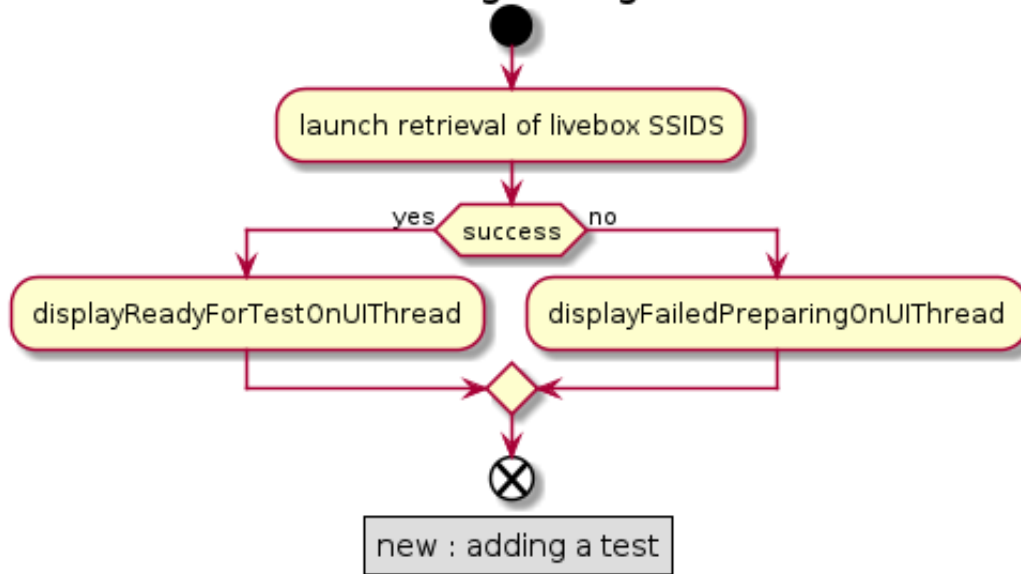 launch retrieval of livebox SSIDS
yes
success
no
displayReadyForTestOnUIThread
displayFailedPreparingOnUIThread
new : adding a test